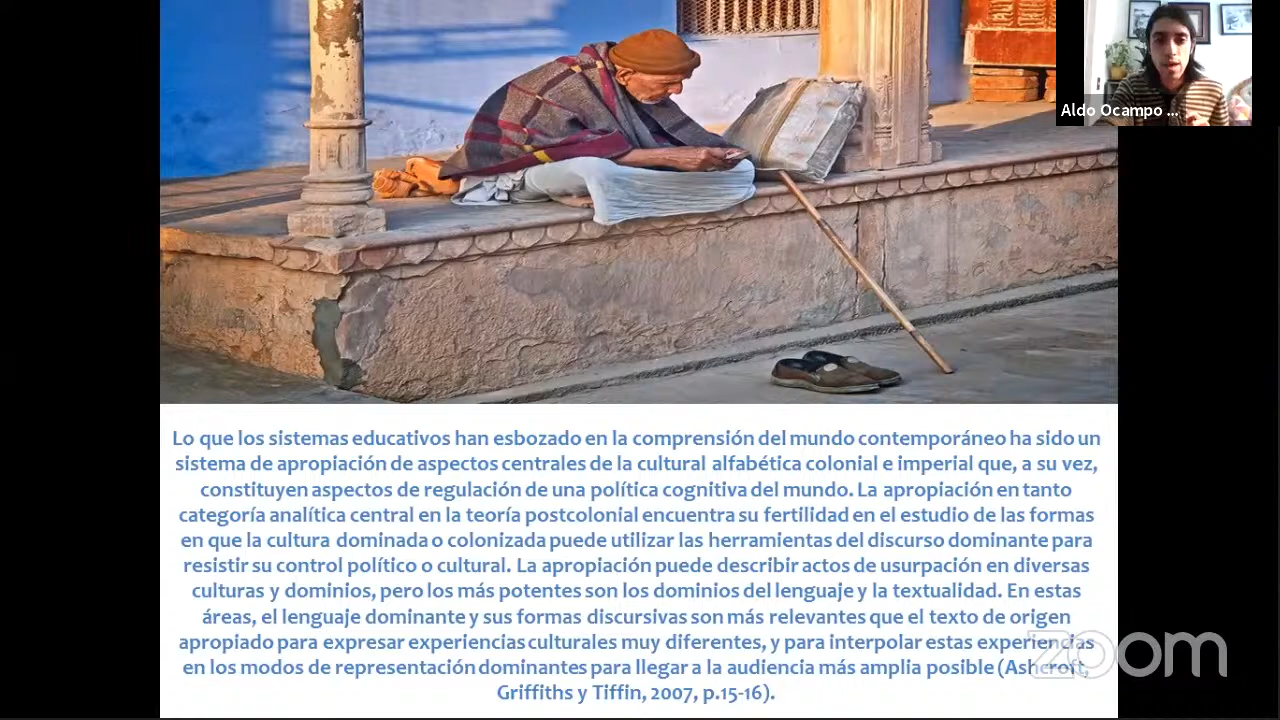 Aldo Ocampo ...
Lo que los sistemas educativos han esbozado en la comprensión del mundo contemporáneo ha sido un
sistema de apropiación de aspectos centrales de la cultural alfabética colonial e imperial que, a su vez,
constituyen aspectos de regulación de una política cognitiva del mundo. La apropiación en tanto
categoría analítica central en la teoría postcolonial encuentra su fertilidad en el estudio de las formas
en que la cultura dominada o colonizada puede utilizar las herramientas del discurso dominante para
resistir su control político o cultural. La apropiación puede describir actos de usurpación en diversas
culturas y dominios, pero los más potentes son los dominios del lenguaje y la textualidad. En estas
áreas, el lenguaje dominante y sus formas discursivas son más relevantes que el texto de origen
apropiado para expresar experiencias culturales muy diferentes, y para interpolar estas experiencias
en los modos de representación dominantes para llegar a la audiencia más amplia posible (Ashcroft,
Griffiths y Tiffin, 2007, p.15-16).
zoom